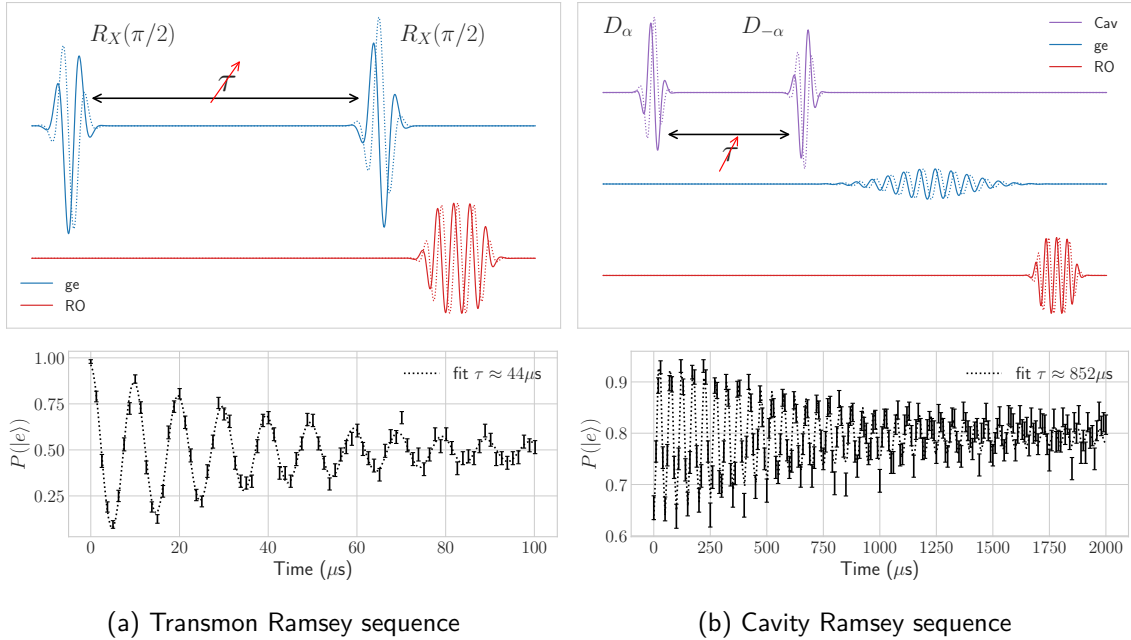 R_X(π/2)
R_X(π/2)
τ
ge
RO
D_α
D_{−α}
τ
Cav
ge
RO
1.00
0.75
0.50
0.25
P(|e⟩)
fit τ ≈ 44μs
0
20
40
60
80
100
Time (μs)
0.9
0.8
0.7
0.6
P(|e⟩)
fit τ ≈ 852μs
0
250
500
750
1000
1250
1500
1750
2000
Time (μs)
(a) Transmon Ramsey sequence
(b) Cavity Ramsey sequence